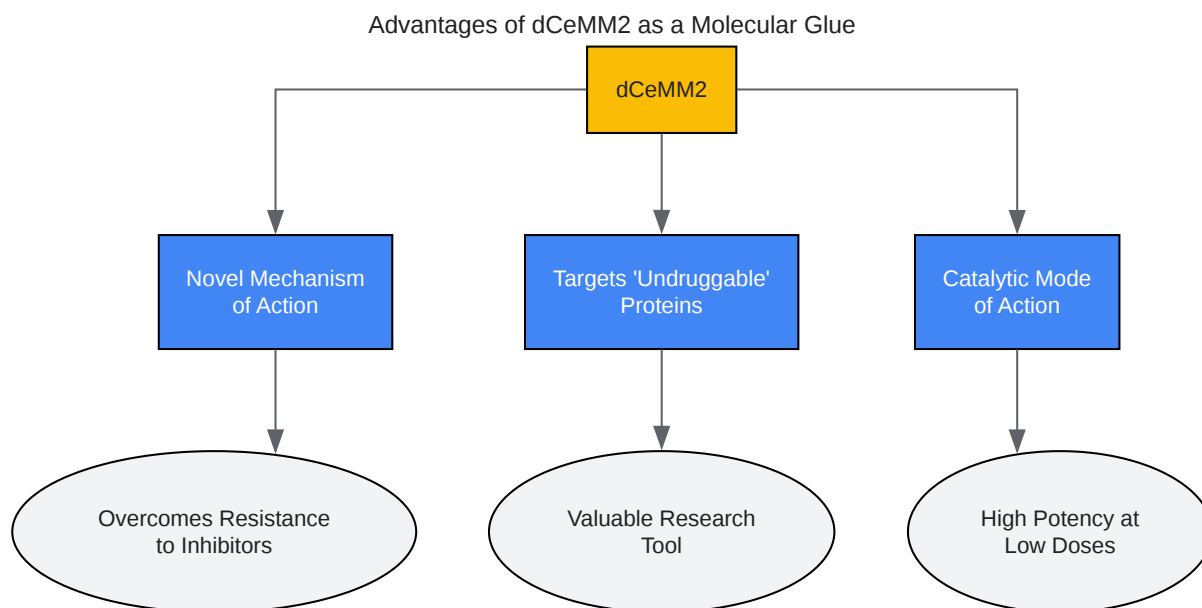 Advantages of dCeMM2 as a Molecular Glue
dCeMM2
Novel Mechanism
of Action
Targets 'Undruggable'
Proteins
Catalytic Mode
of Action
Overcomes Resistance
to Inhibitors
Valuable Research
Tool
High Potency at
Low Doses